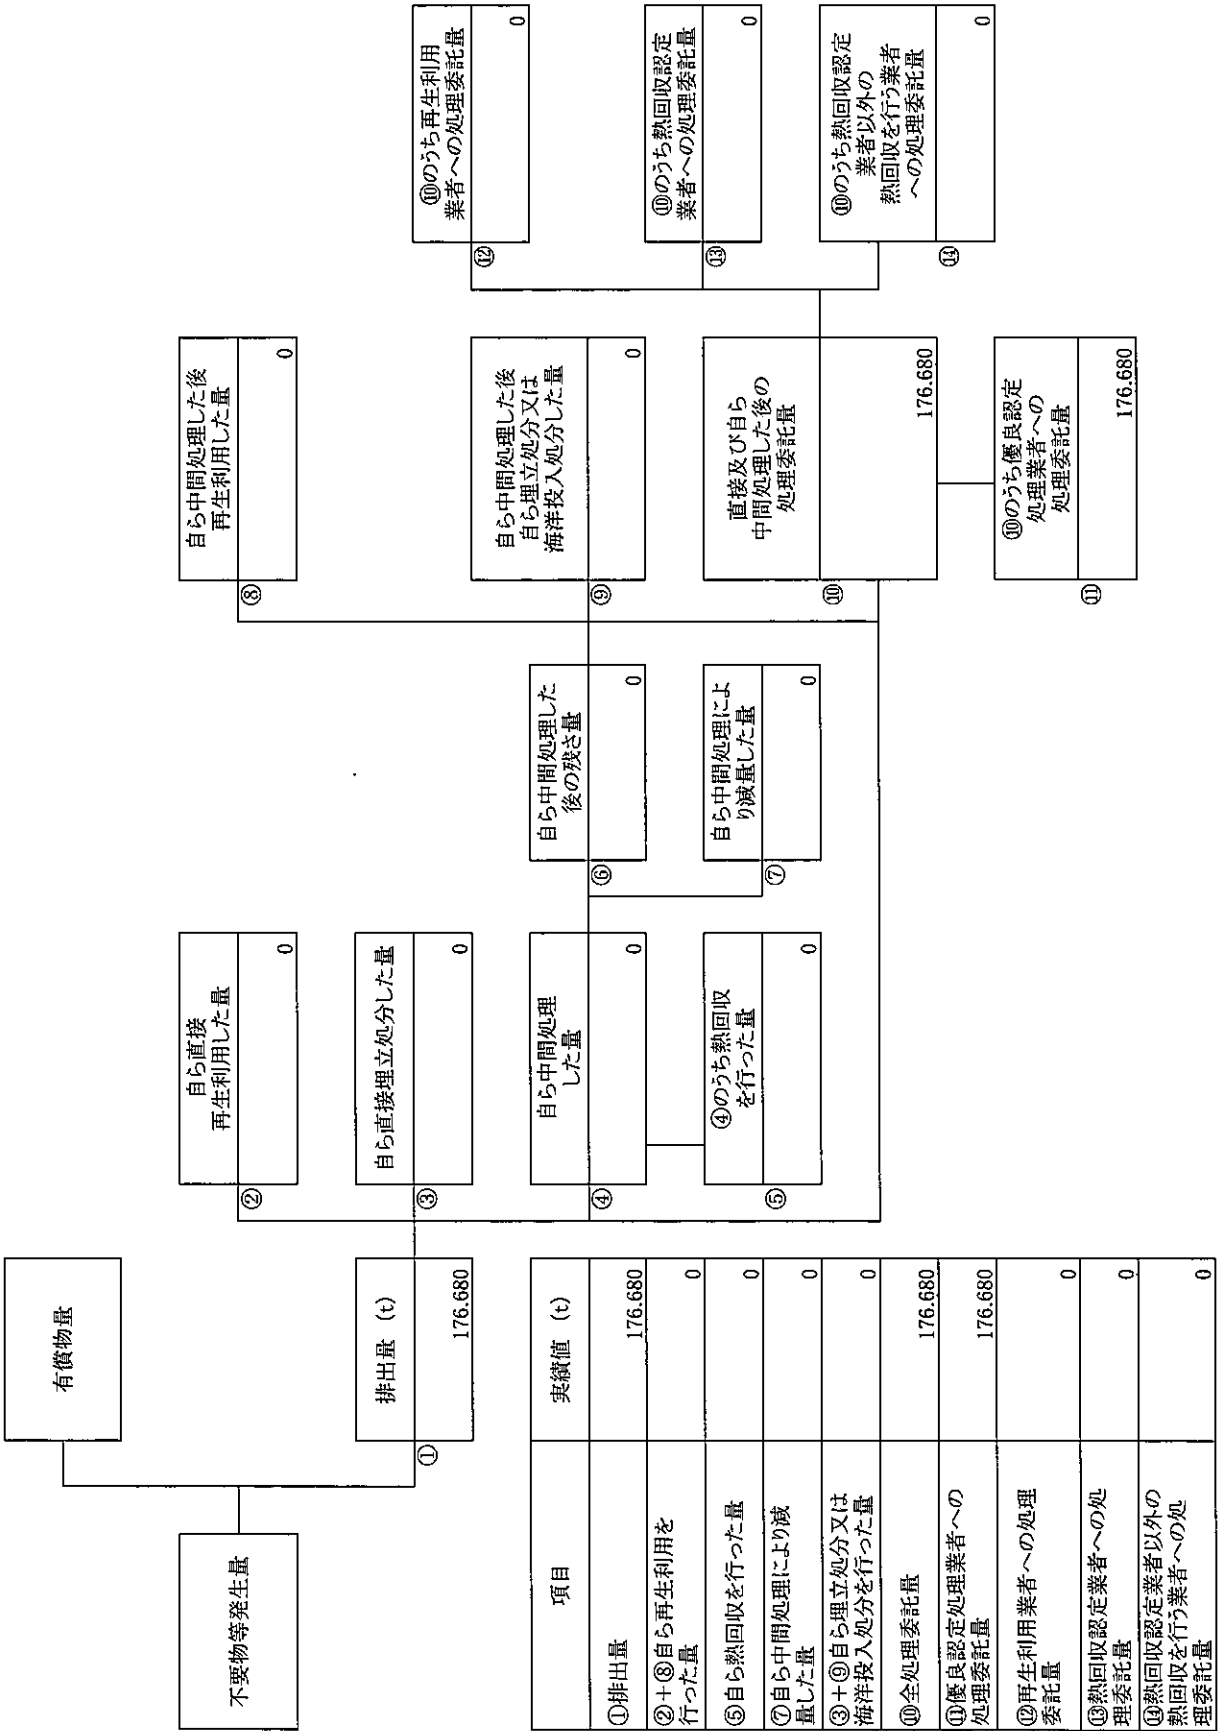 有償物量
不要物等発生量
排出量 (t)
①
176.680
自ら直接
再生利用した量
②
0
自ら直接埋立処分した量
③
0
自ら中間処理
した量
④
0
④のうち熱回収
を行った量
⑤
0
自ら中間処理した
後の残さ量
⑥
0
自ら中間処理によ
り減量した量
⑦
0
自ら中間処理した後
再生利用した量
⑧
0
自ら中間処理した後
自ら埋立処分又は
海洋投入処分した量
⑨
0
直接及び自ら
中間処理した後の
処理委託量
⑩
176.680
⑩のうち優良認定
処理業者への
処理委託量
⑪
176.680
⑩のうち再生利用
業者への処理委託量
⑫
0
⑩のうち熱回収認定
業者への処理委託量
⑬
0
⑩のうち熱回収認定
業者以外の
熱回収を行う業者
への処理委託量
⑭
0
項目
実績値 (t)
①排出量
176.680
②+⑧自ら再生利用を
行った量
0
⑤自ら熱回収を行った量
0
⑦自ら中間処理により減
量した量
0
③+⑨自ら埋立処分又は
海洋投入処分を行った量
0
⑩全処理委託量
176.680
⑪優良認定処理業者への
処理委託量
176.680
⑫再生利用業者への処理
委託量
0
⑬熱回収認定業者への処
理委託量
0
⑭熱回収認定業者以外の
熱回収を行う業者への処
理委託量
0